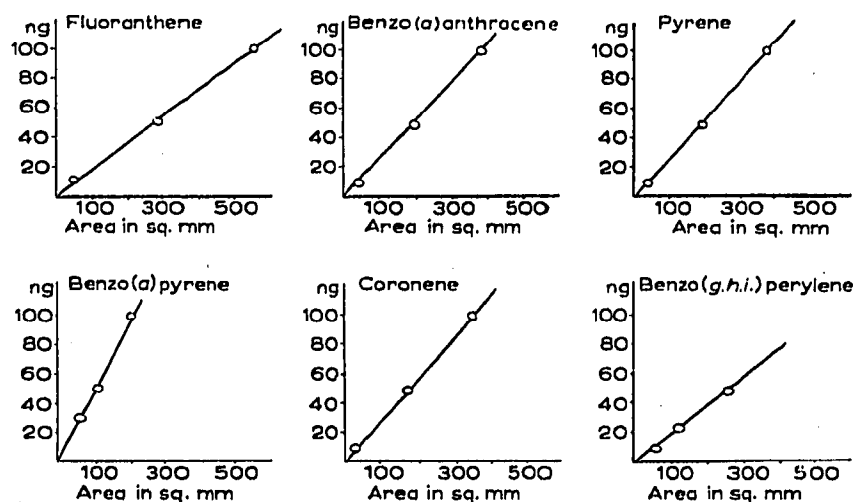 ng Fluoranthene
100
80
60
40
20
100 300 500
Area in sq. mm
ng Benzo(a)anthracene
100
80
60
40
20
100 300 500
Area in sq. mm
ng Pyrene
100
80
60
40
20
100 300 500
Area in sq. mm
ng Benzo(a)pyrene
100
80
60
40
20
100 300 500
Area in sq. mm
ng Coronene
100
80
60
40
20
100 300 500
Area in sq. mm
ng Benzo(g.h.i.)perylene
100
80
60
40
20
100 300 500
Area in sq. mm